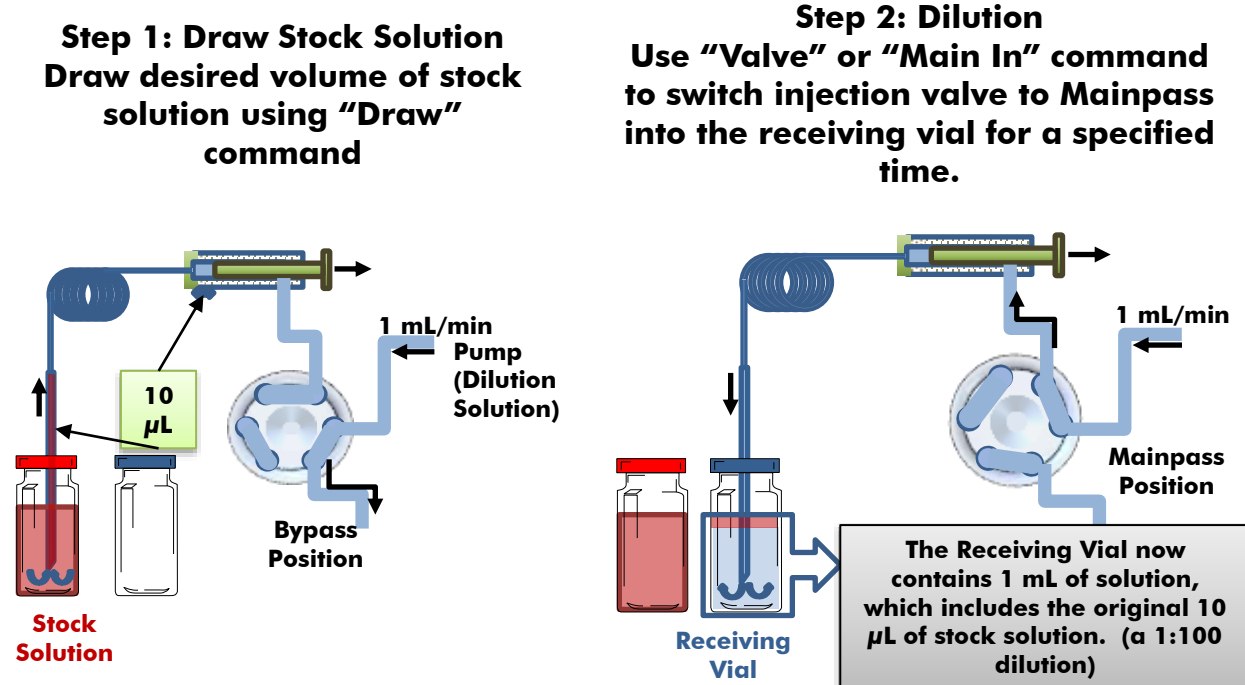 Step 1: Draw Stock Solution
Draw desired volume of stock
solution using “Draw”
command
1 mL/min
Pump
(Dilution
Solution)
10
µL
Bypass
Position
Stock
Solution
Step 2: Dilution
Use “Valve” or “Main In” command
to switch injection valve to Mainpass
into the receiving vial for a specified
time.
1 mL/min
Mainpass
Position
Receiving
Vial
The Receiving Vial now
contains 1 mL of solution,
which includes the original 10
µL of stock solution.  (a 1:100
dilution)